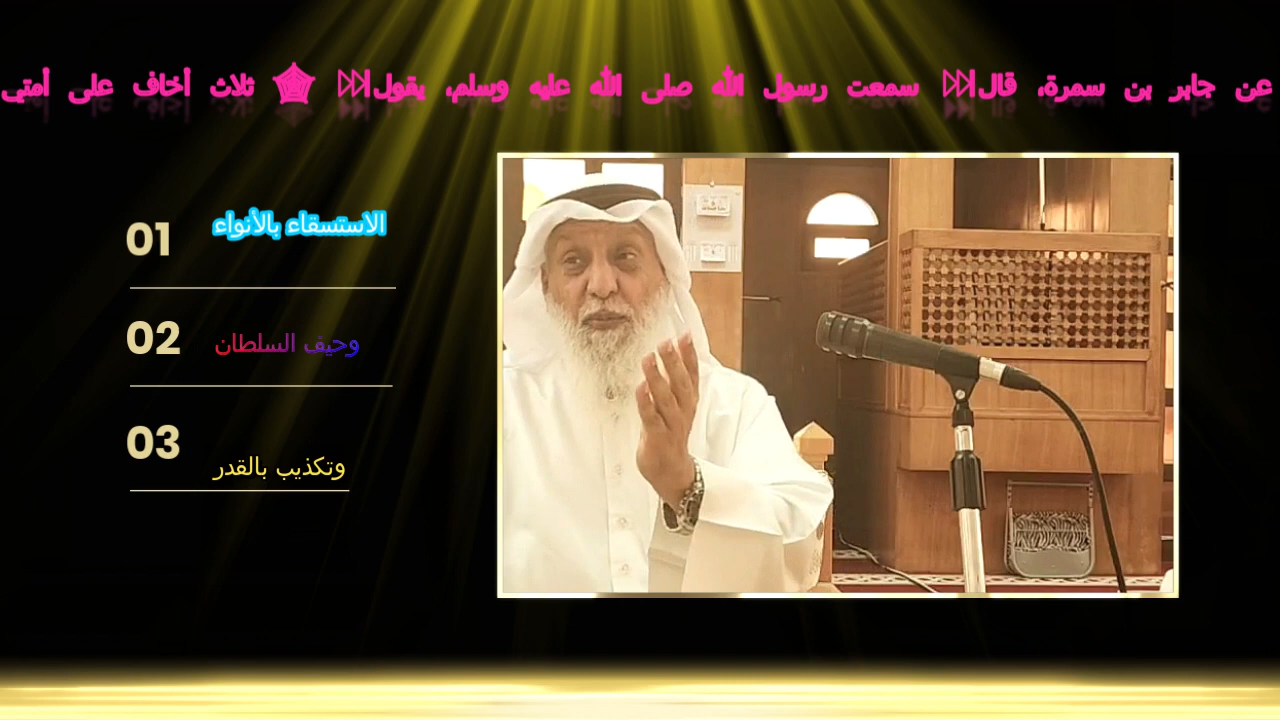 عن جابر بن سمرة، قال سمعت رسول الله صلى الله عليه وسلم، يقول ثلاث أخاف على أمتي
01 الاستسقاء بالأنواء
02 وحيف السلطان
03 وتكذيب بالقدر